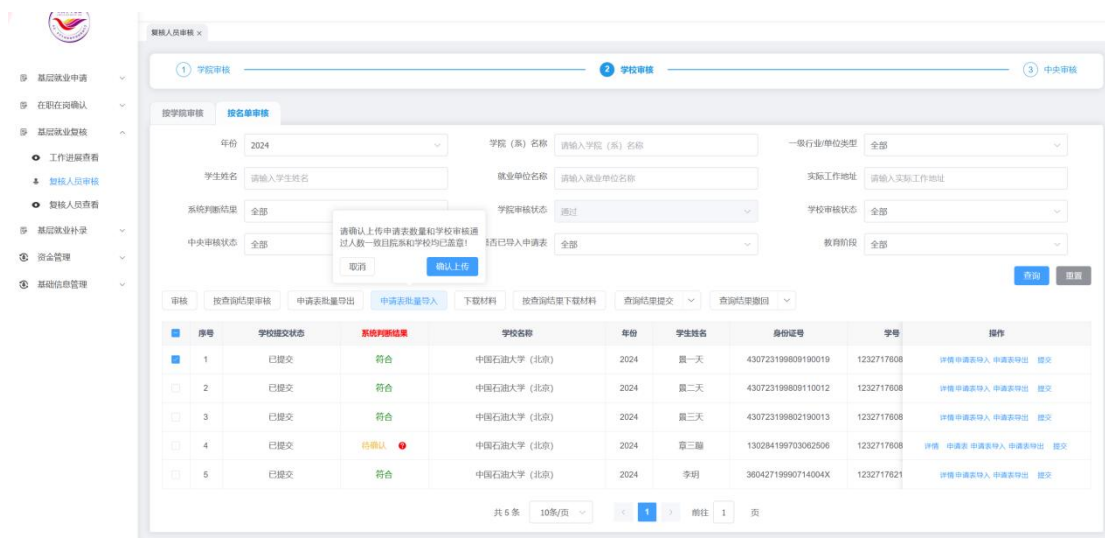 复核人员审核 ×
基层就业申请
在职在岗确认
基层就业复核
工作进展查看
复核人员审核
复核人员查看
基层就业补录
资金管理
基础信息管理
1 学院审核
2 学校审核
3 中央审核
按学院审核 按名单审核
年份 2024 学院（系）名称 请输入学院（系）名称 一级行业/单位类型 全部
学生姓名 请输入学生姓名 就业单位名称 请输入就业单位名称 实际工作地址 请输入实际工作地址
系统判断结果 全部 学院审核状态 通过 学校审核状态 全部
中央审核状态 全部 是否已导入申请表 全部 教育阶段 全部
请确认上传申请表数量和学校审核通
过人数一致且院系和学校均已盖章！
取消 确认上传
查询 重置
审核 按查询结果审核 申请表批量导出 申请表批量导入 下载材料 按查询结果下载材料 查询结果提交 查询结果撤回
序号 学校提交状态 系统判断结果 学校名称 年份 学生姓名 身份证号 学号 操作
1 已提交 符合 中国石油大学（北京） 2024 聂一天 430723199809190019 1232717608 详情 申请表导入 申请表导出 提交
2 已提交 符合 中国石油大学（北京） 2024 聂二天 430723199809110012 1232717608 详情 申请表导入 申请表导出 提交
3 已提交 符合 中国石油大学（北京） 2024 聂三天 430723199802190013 1232717608 详情 申请表导入 申请表导出 提交
4 已提交 待确认 中国石油大学（北京） 2024 章三蹦 130284199703062506 1232717608 详情 申请表 申请表导入 申请表导出 提交
5 已提交 符合 中国石油大学（北京） 2024 李玥 36042719990714004X 1232717621 详情 申请表导入 申请表导出 提交
共 5 条 10条/页 1 前往 1 页